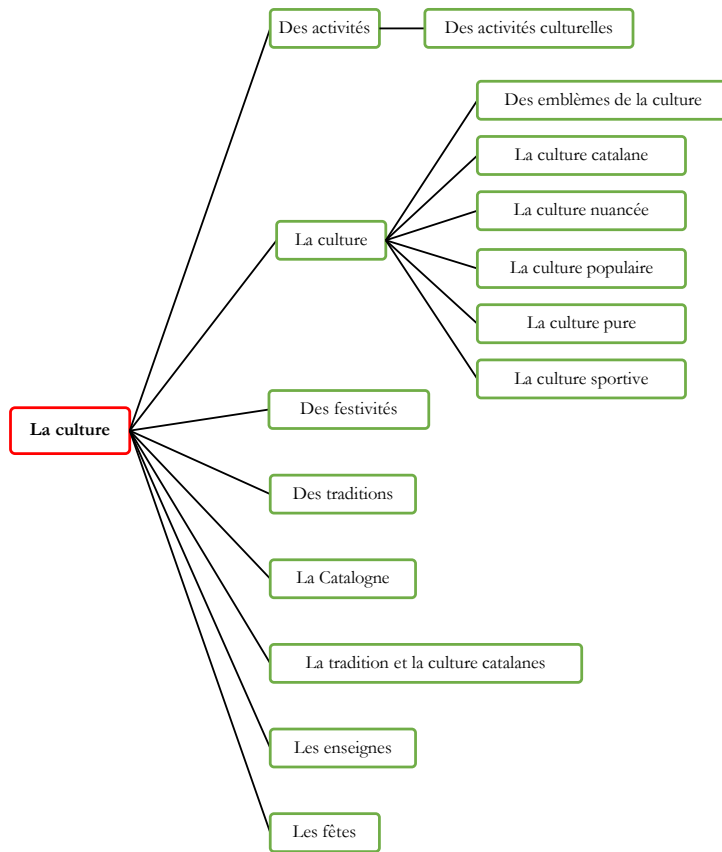 Des activités
Des activités culturelles
Des emblèmes de la culture
La culture catalane
La culture nuancée
La culture
La culture populaire
La culture pure
La culture sportive
Des festivités
La culture
Des traditions
La Catalogne
La tradition et la culture catalanes
Les enseignes
Les fêtes